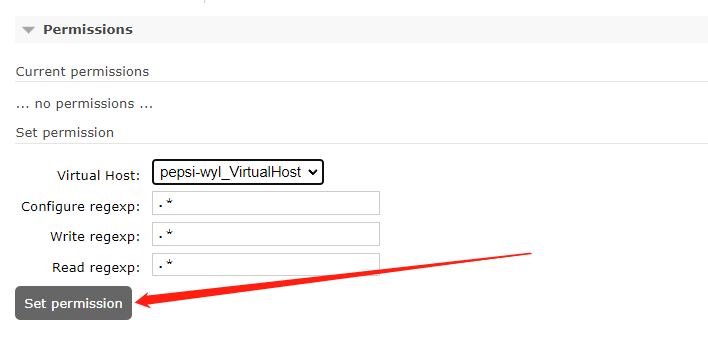 Permissions
Current permissions
... no permissions ...
Set permission
Virtual Host: pepsi-wyl_VirtualHost
Configure regexp: .*
Write regexp: .*
Read regexp: .*
Set permission